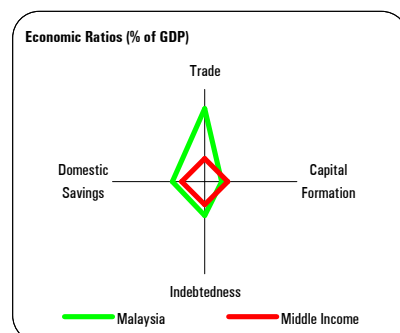 Economic Ratios (% of GDP)
Trade
Domestic
Savings
Capital
Formation
Indebtedness
Malaysia
Middle Income